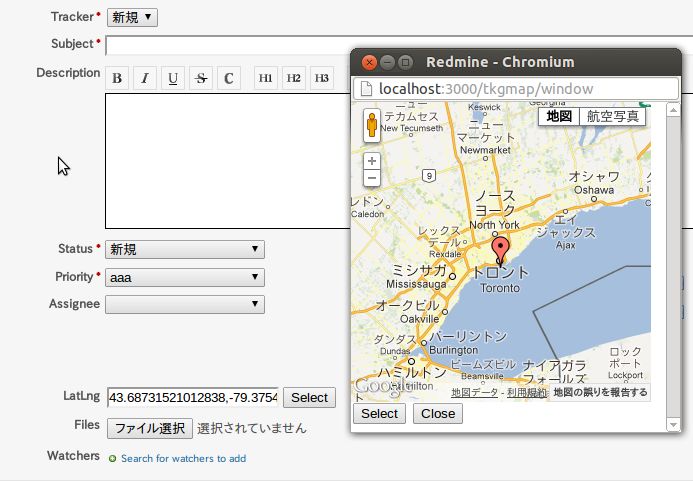 Tracker * 新規
Subject *
Description B I U S C H1 H2 H3
Status * 新規
Priority * aaa
Assignee
LatLng 43.68731521012838,-79.3754 Select
Files ファイル選択 選択されていません
Watchers Search for watchers to add
Redmine - Chromium
localhost:3000/tkgmap/window
地図 航空写真
ニュー
テカムセス
New Tecumseth
Keswick
Georgina
ニュー
マーケット
Newmarket
9
オシャワ
Oshawa
レドン
Caledon
ノース
ヨーク
North York
エイ
ジャックス
Ajax
レックス
デール
Rexdale
ミシサガ
Mississauga
トロント
Toronto
オークビル
Oakville
ダンダス
Dundas
バーリントン
Burlington
ハミルトン
Hamilton
ビームズビル
Beamsville
ナイアガラ
フォールズ
ロック
ポート
Lockport
Google
地図データ - 利用規約 地図の誤りを報告する
Select Close